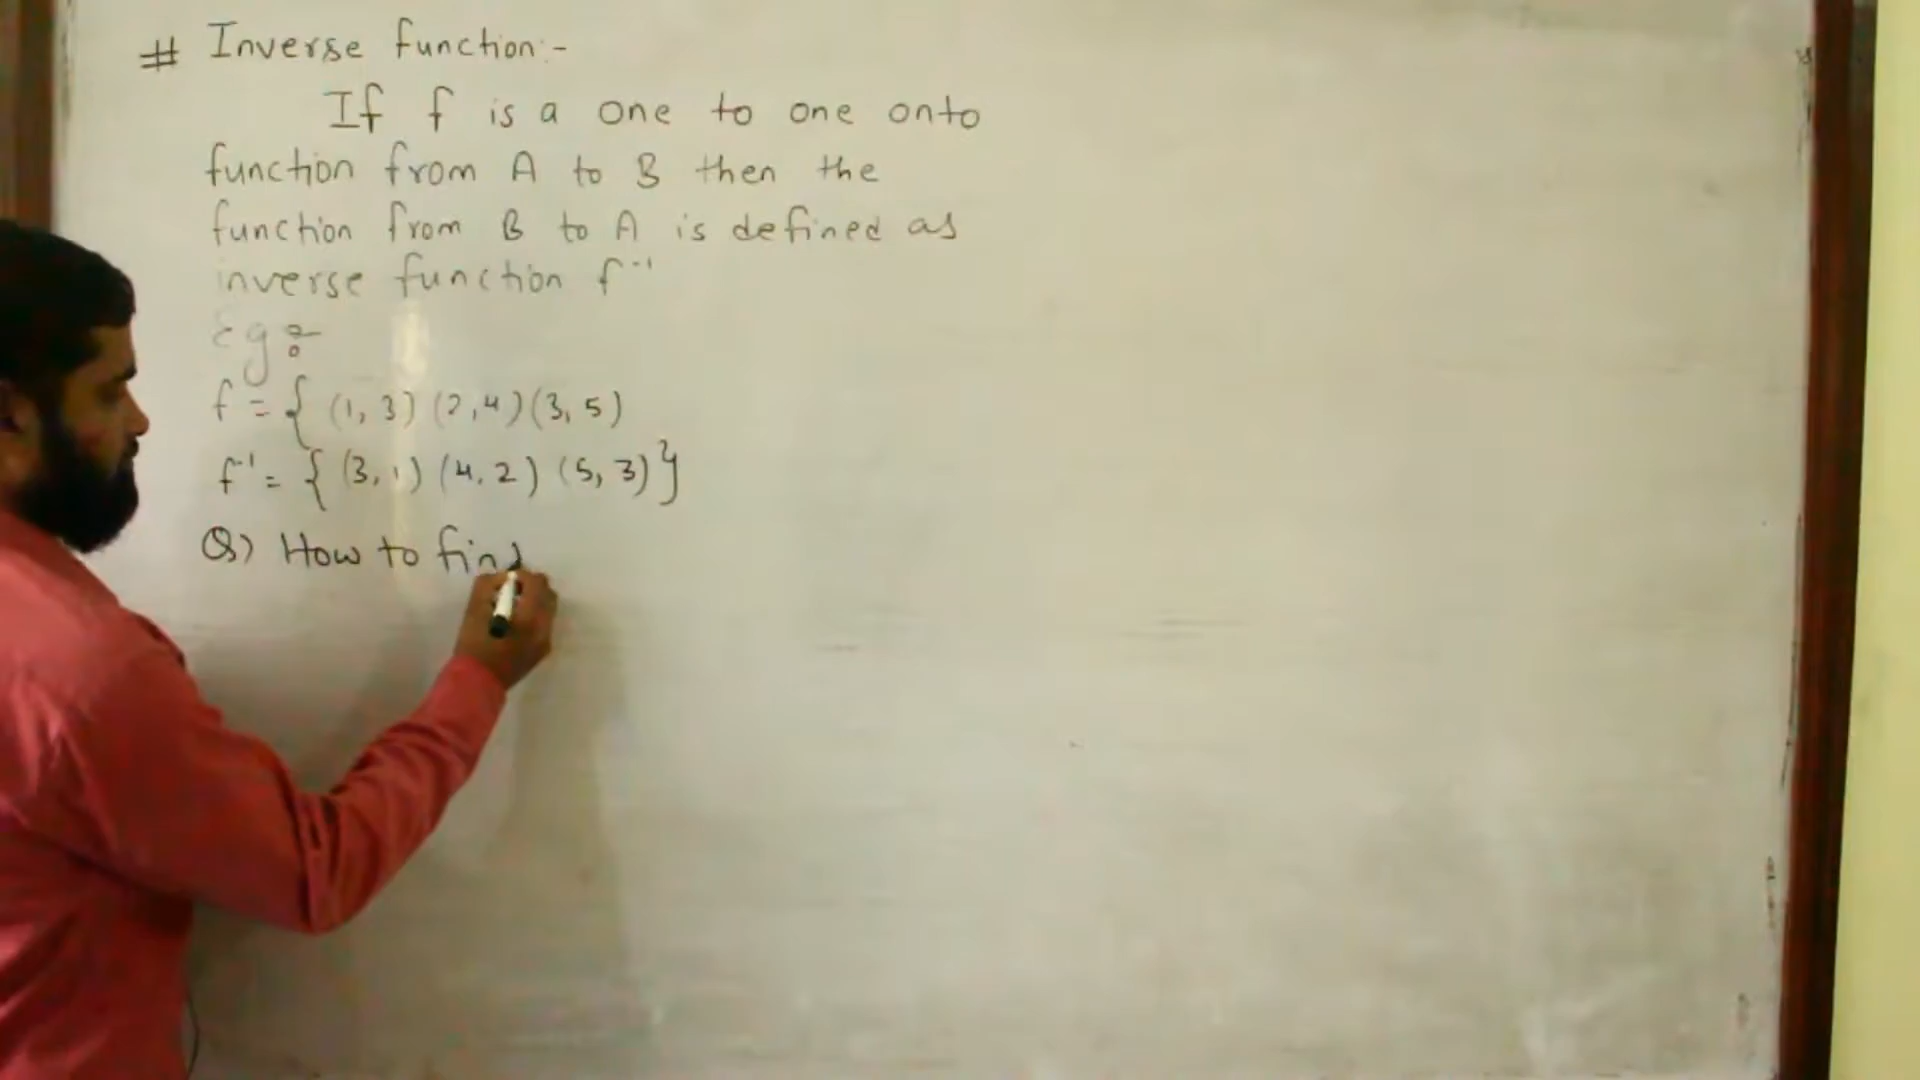 # Inverse function:-
If f is a one to one onto
function from A to B then the
function from B to A is defined as
inverse function f⁻¹
Eg:-
f = { (1, 3) (2, 4) (3, 5)
f⁻¹ = { (3, 1) (4, 2) (5, 3) }
Q) How to find